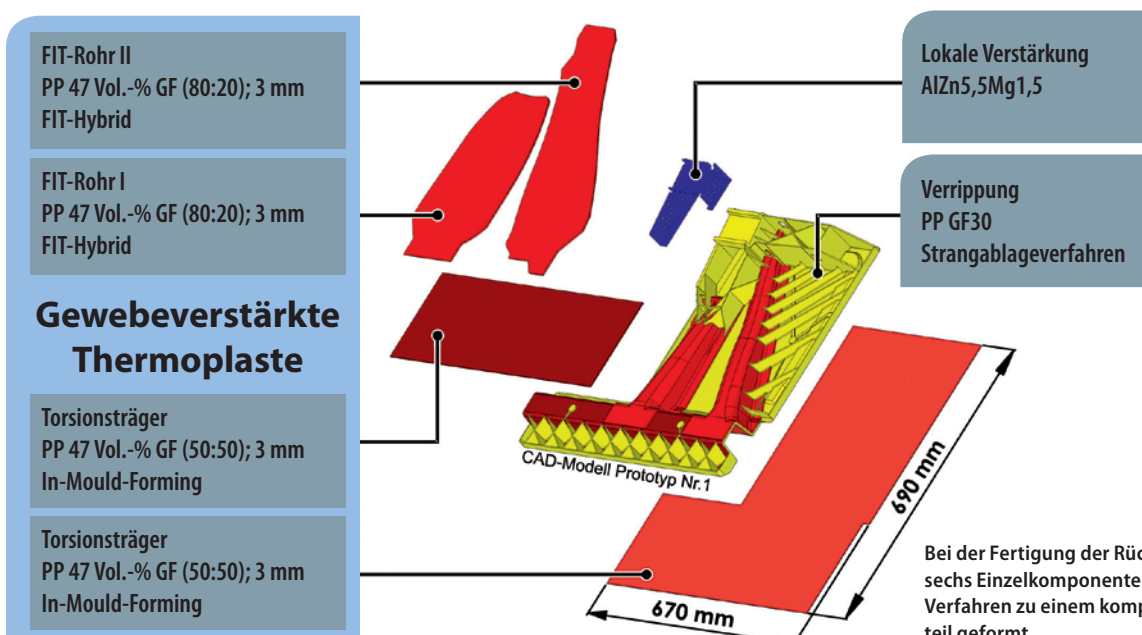 FIT-Rohr II
PP 47 Vol.-% GF (80:20); 3 mm
FIT-Hybrid
FIT-Rohr I
PP 47 Vol.-% GF (80:20); 3 mm
FIT-Hybrid
Gewebeverstärkte
Thermoplaste
Torsionsträger
PP 47 Vol.-% GF (50:50); 3 mm
In-Mould-Forming
Torsionsträger
PP 47 Vol.-% GF (50:50); 3 mm
In-Mould-Forming
Lokale Verstärkung
AlZn5,5Mg1,5
Verrippung
PP GF30
Strangablageverfahren
CAD-Modell Prototyp Nr.1
690 mm
670 mm
Bei der Fertigung der
sechs
Verfahren zu einem
teil geformt